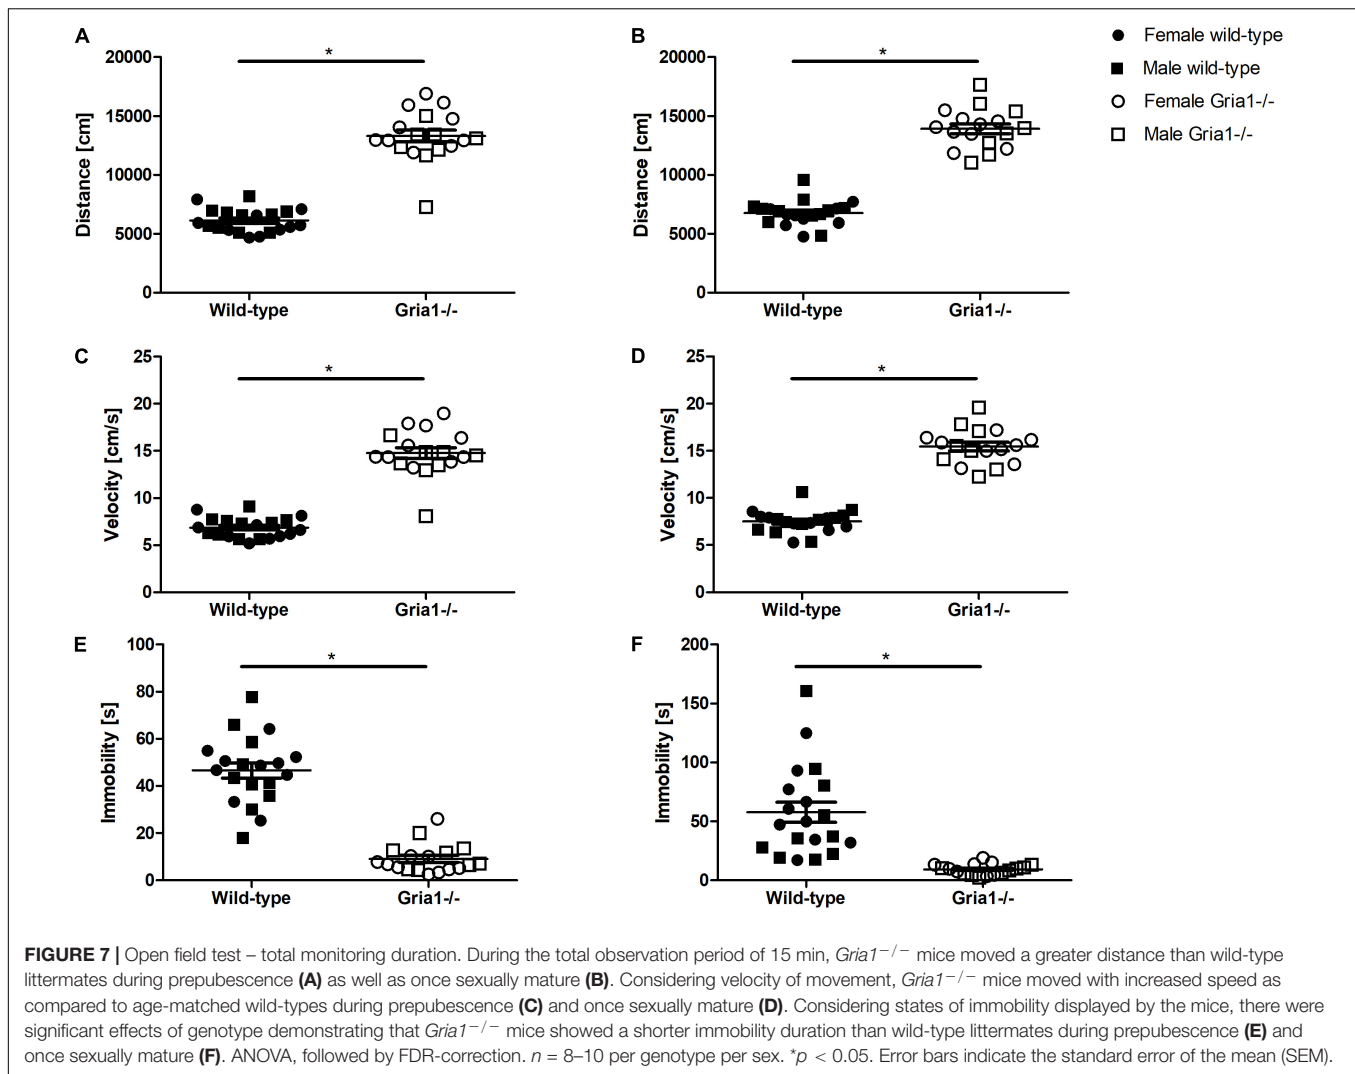 A
B
Female wild-type
Male wild-type
Female Gria1-/-
Male Gria1-/-
*
*
20000
15000
10000
5000
0
Distance [cm]
Wild-type
Gria1-/-
20000
15000
10000
5000
0
Distance [cm]
Wild-type
Gria1-/-
C
D
*
*
25
20
15
10
5
0
Velocity [cm/s]
Wild-type
Gria1-/-
25
20
15
10
5
0
Velocity [cm/s]
Wild-type
Gria1-/-
E
F
*
*
100
80
60
40
20
0
Immobility [s]
Wild-type
Gria1-/-
200
150
100
50
0
Immobility [s]
Wild-type
Gria1-/-
FIGURE 7 | Open field test – total monitoring duration. During the total observation period of 15 min, Gria1−/− mice moved a greater distance than wild-type
littermates during prepubescence (A) as well as once sexually mature (B). Considering velocity of movement, Gria1−/− mice moved with increased speed as
compared to age-matched wild-types during prepubescence (C) and once sexually mature (D). Considering states of immobility displayed by the mice, there were
significant effects of genotype demonstrating that Gria1−/− mice showed a shorter immobility duration than wild-type littermates during prepubescence (E) and
once sexually mature (F). ANOVA, followed by FDR-correction. n = 8–10 per genotype per sex. *p < 0.05. Error bars indicate the standard error of the mean (SEM).